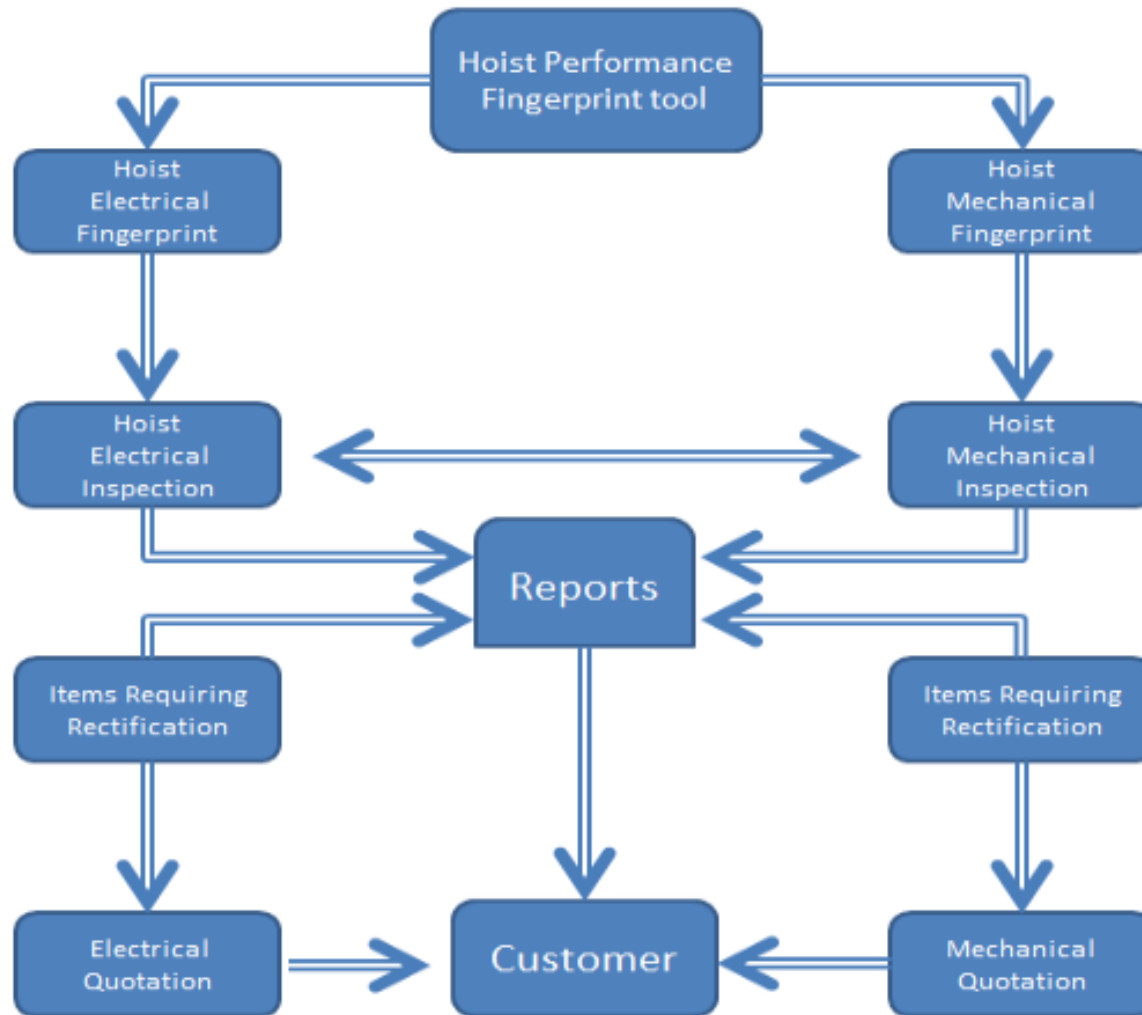 Hoist Performance
Fingerprint tool
Hoist
Electrical
Fingerprint
Hoist
Mechanical
Fingerprint
Hoist
Electrical
Inspection
Hoist
Mechanical
Inspection
Reports
Items Requiring
Rectification
Items Requiring
Rectification
Electrical
Quotation
Customer
Mechanical
Quotation